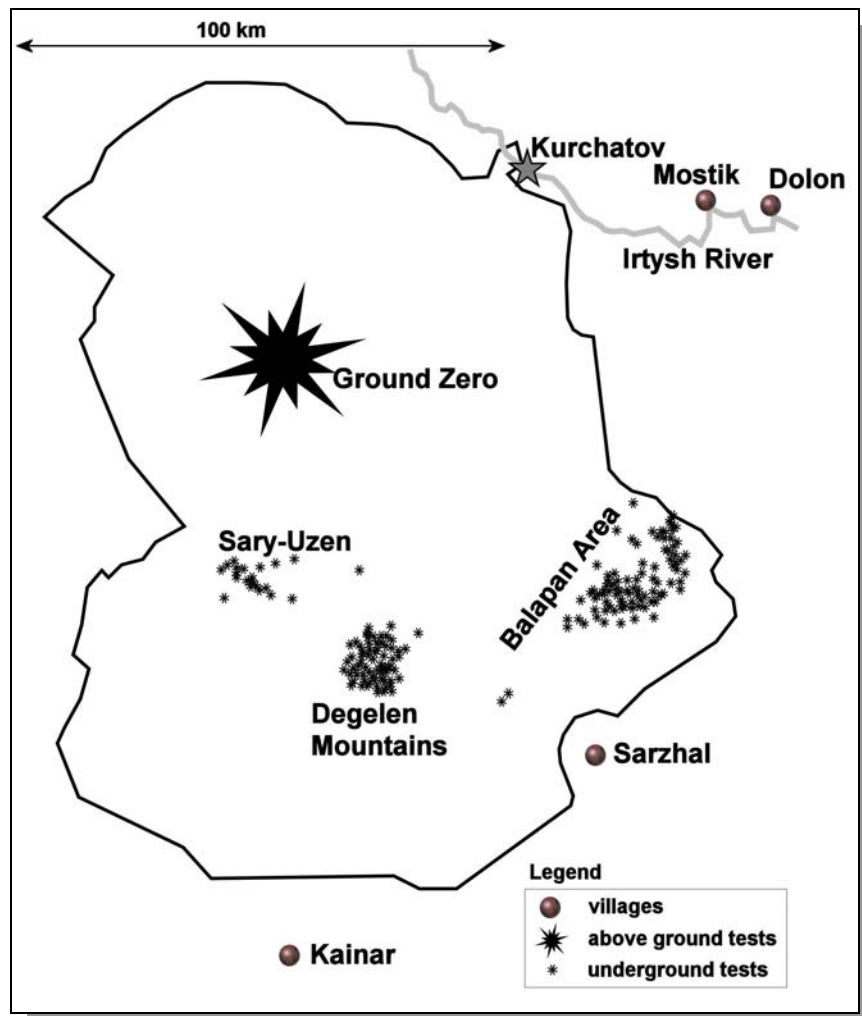 100 km
Kurchatov
Mostik
Dolon
Irtysh River
Ground Zero
Sary-Uzen
Balapan Area
Degelen
Mountains
Sarzhal
Legend
villages
above ground tests
underground tests
Kainar